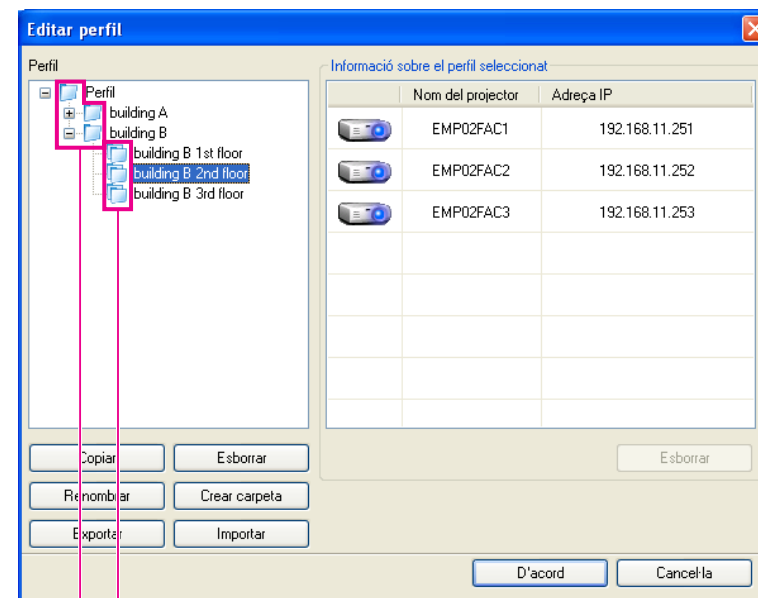 Editar perfil
Perfil
Perfil
building A
building B
building B 1st floor
building B 2nd floor
building B 3rd floor
Copiar
Esborrar
Renombrar
Crear carpeta
Exportar
Importar
Informació sobre el perfil seleccionat
Nom del projector Adreça IP
EMP02FAC1 192.168.11.251
EMP02FAC2 192.168.11.252
EMP02FAC3 192.168.11.253
Esborrar
D'acord
Cancel·la